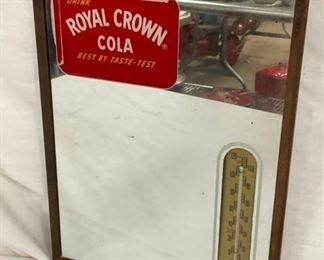 DRINK
ROYAL CROWN
COLA
BEST BY TASTE-TEST